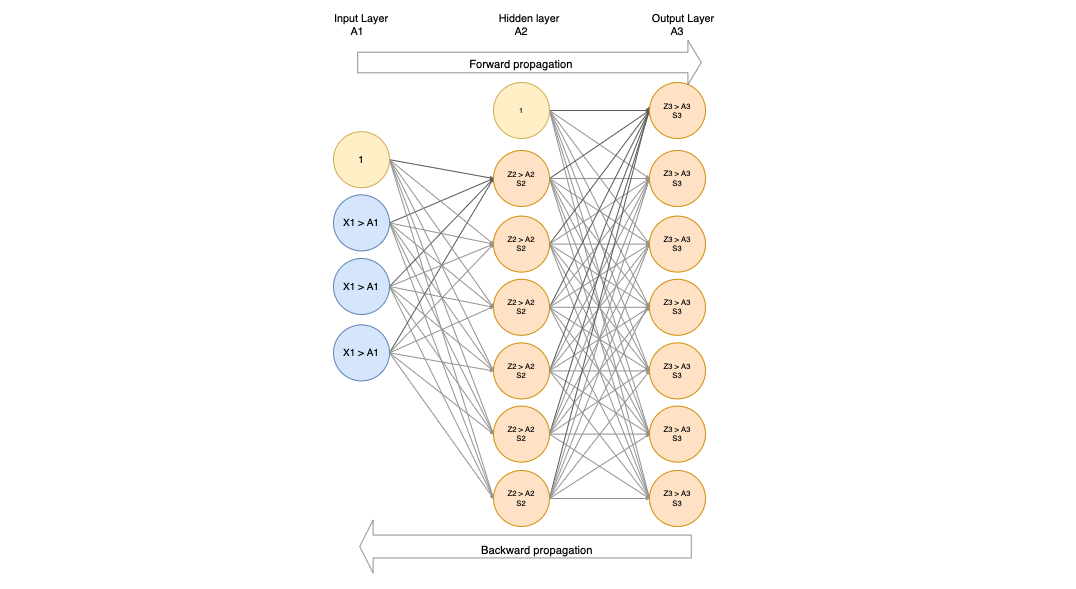 Input Layer
A1
Hidden layer
A2
Output Layer
A3
Forward propagation
1
X1 > A1
X1 > A1
X1 > A1
1
Z2 > A2
S2
Z2 > A2
S2
Z2 > A2
S2
Z2 > A2
S2
Z2 > A2
S2
Z2 > A2
S2
Z3 > A3
S3
Z3 > A3
S3
Z3 > A3
S3
Z3 > A3
S3
Z3 > A3
S3
Z3 > A3
S3
Z3 > A3
S3
Backward propagation